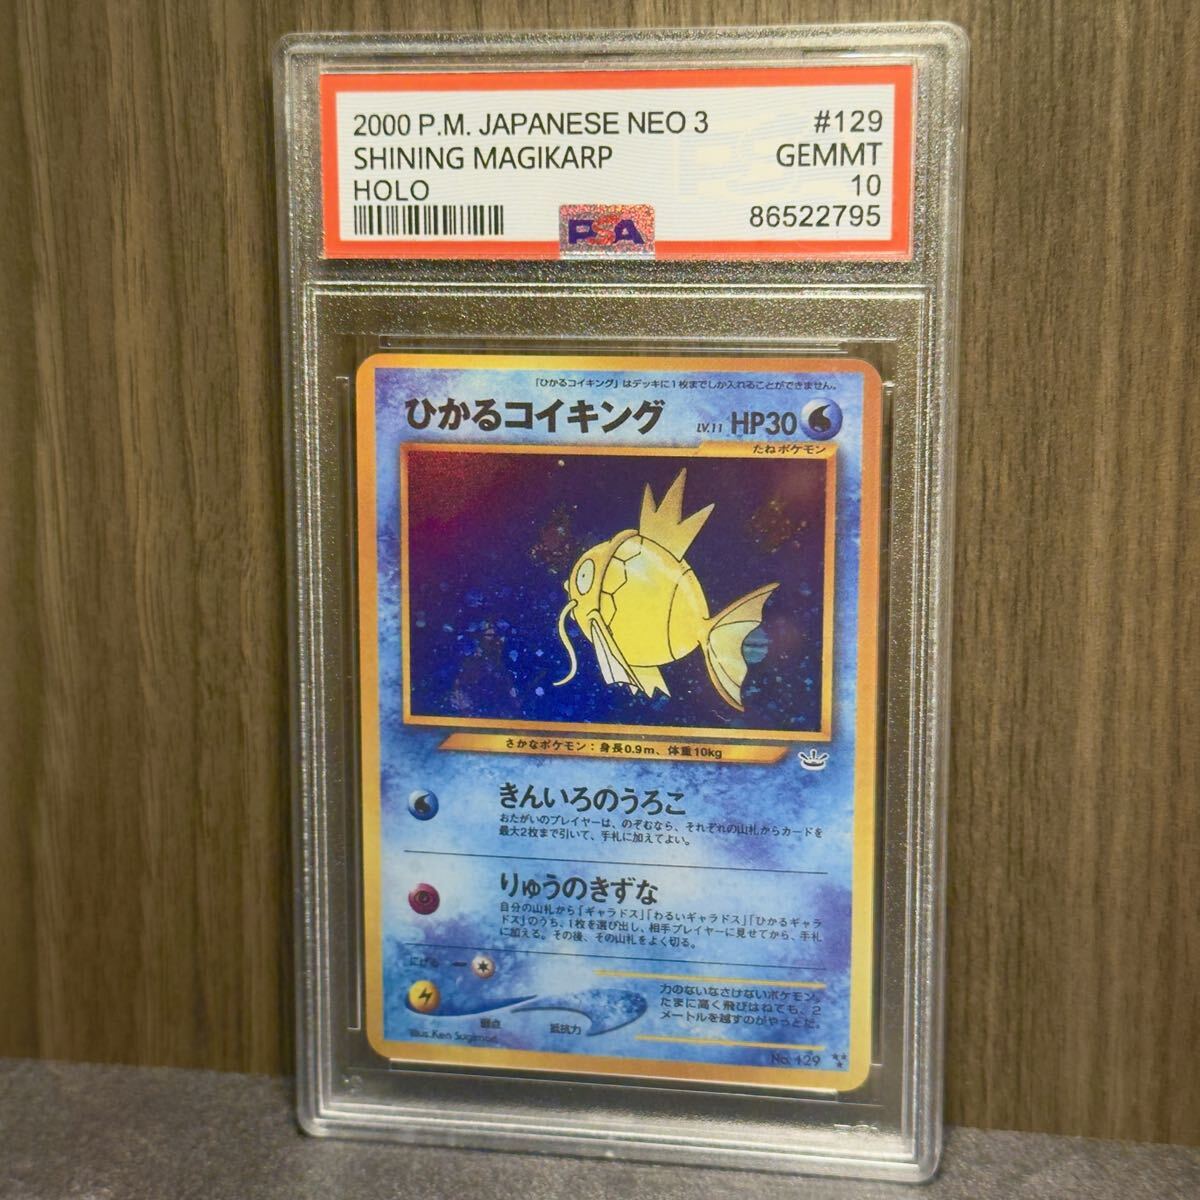 2000 P.M. JAPANESE NEO 3 #129
SHINING MAGIKARP GEM MT
HOLO 10
86522795
PSA
「ひかるコイキング」はデッキに1枚までしか入れることができません。
ひかるコイキング LV.11 HP30
たねポケモン
さかなポケモン：身長0.9m、体重10kg
きんいろのうろこ
おたがいのプレイヤーは、のぞむなら、それぞれの山札からカードを
最大2枚まで引いて、手札に加えてよい。
りゅうのきずな
自分の山札から「ギャラドス」「わるいギャラドス」「ひかるギャラ
ドス」のうち、1枚を選び出し、相手プレイヤーに見せてから、手札
に加える。その後、その山札をよく切る。
にげる
弱点 抵抗力
力のないなさけないポケモン。
たまに高く飛びはねても、2
メートルを越すのがやっとだ。
Illus. Ken Sugimori
No. 129